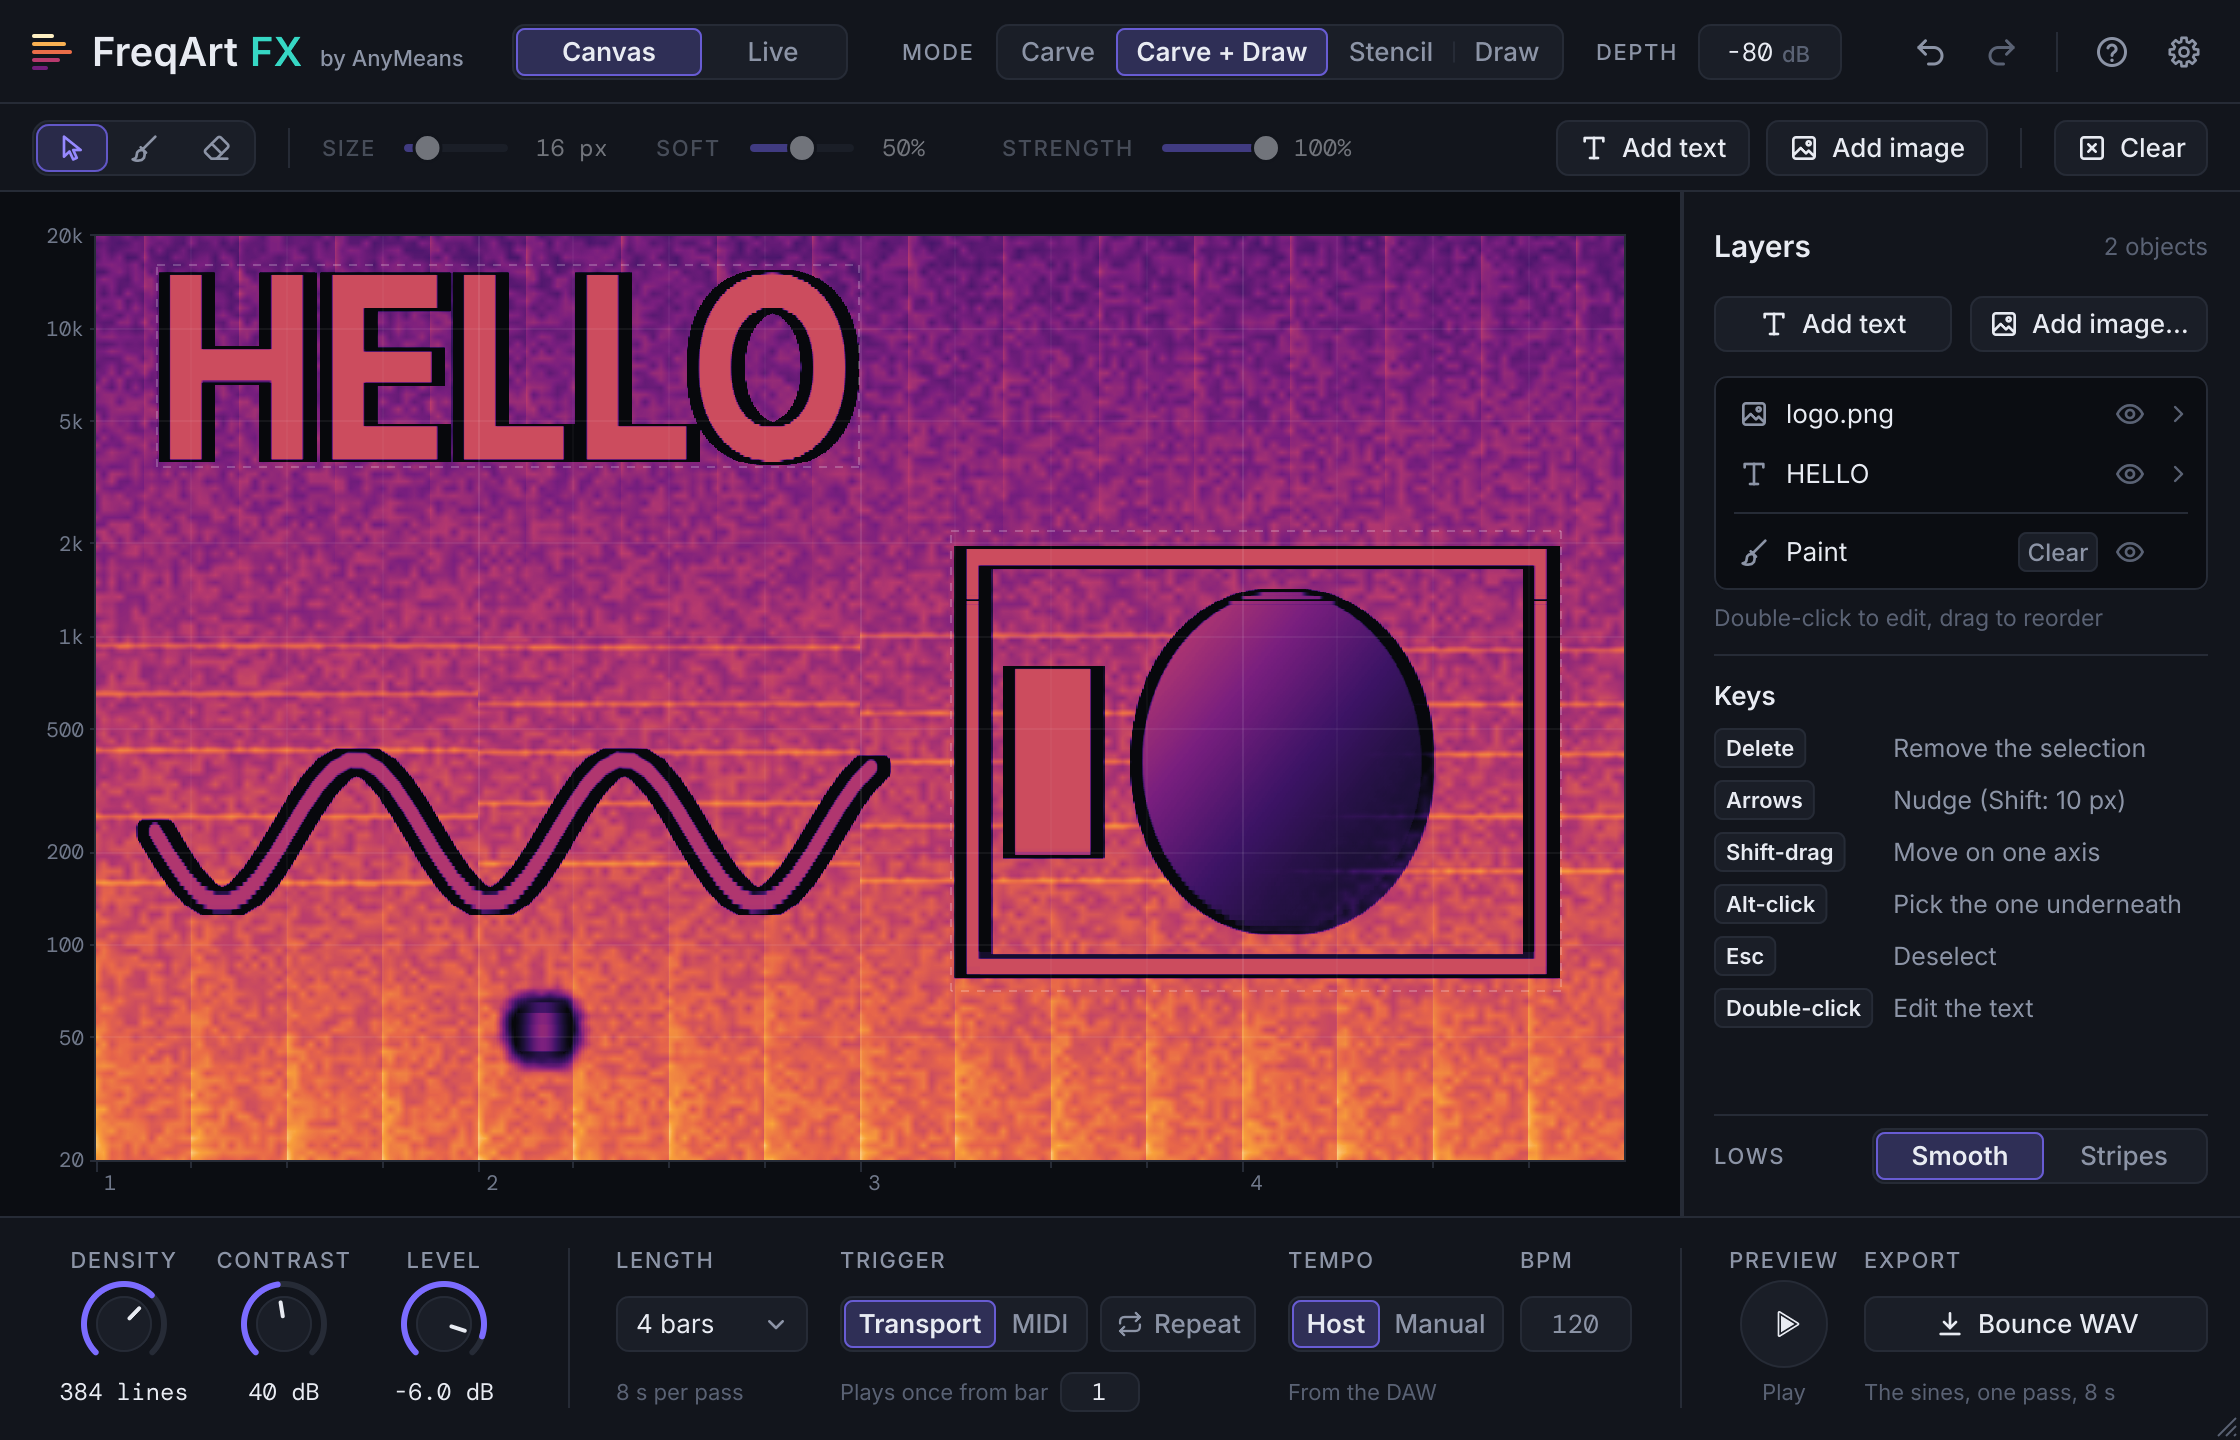 FreqArt FX by AnyMeans
Canvas Live
MODE Carve Carve + Draw Stencil Draw
DEPTH -80 dB
SIZE 16 px SOFT 50% STRENGTH 100%
Add text Add image Clear
20k
10k
5k
2k
1k
500
200
100
50
20
1 2 3 4
HELLO
Layers 2 objects
Add text Add image...
logo.png
HELLO
Paint Clear
Double-click to edit, drag to reorder
Keys
Delete Remove the selection
Arrows Nudge (Shift: 10 px)
Shift-drag Move on one axis
Alt-click Pick the one underneath
Esc Deselect
Double-click Edit the text
LOWS Smooth Stripes
DENSITY CONTRAST LEVEL LENGTH TRIGGER TEMPO BPM PREVIEW EXPORT
4 bars Transport MIDI Repeat Host Manual 120 Bounce WAV
384 lines 40 dB -6.0 dB 8 s per pass Plays once from bar 1 From the DAW Play The sines, one pass, 8 s